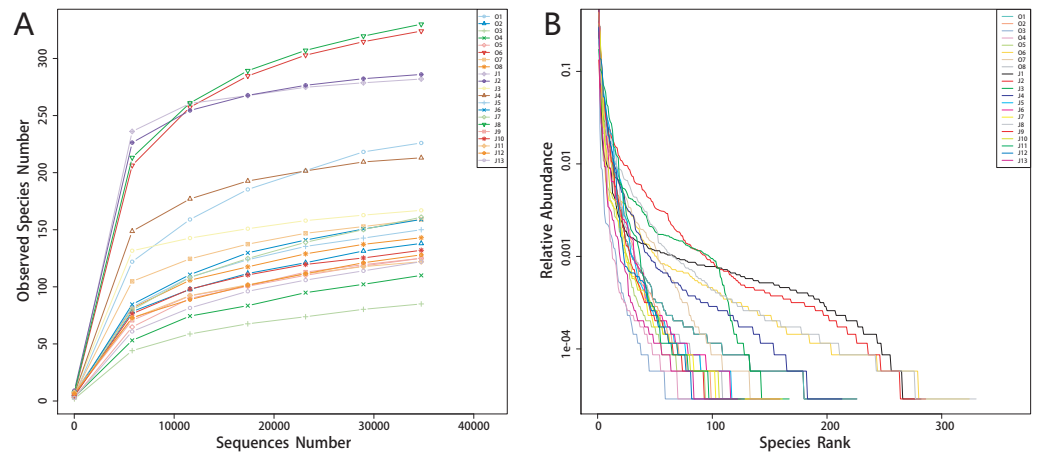 A
Observed Species Number
300
250
200
150
100
50
0
0
10000
20000
30000
40000
Sequences Number
O1
O2
O3
O4
O5
O6
O7
O8
J1
J2
J3
J4
J5
J6
J7
J8
J9
J10
J11
J12
J13
B
Relative Abundance
0.1
0.01
0.001
1e-04
0
100
200
300
Species Rank
O1
O2
O3
O4
O5
O6
O7
O8
J1
J2
J3
J4
J5
J6
J7
J8
J9
J10
J11
J12
J13